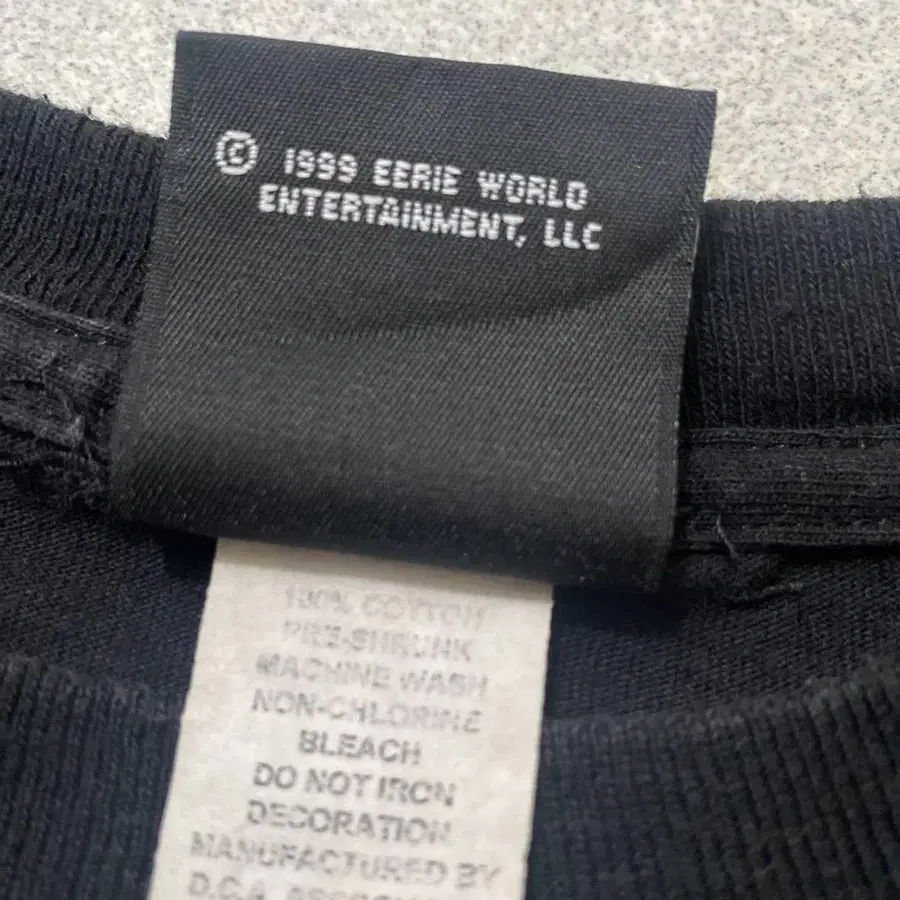 © 1999 EERIE WORLD
ENTERTAINMENT, LLC
100% COTTON
PRE-SHRUNK
MACHINE WASH
NON-CHLORINE
BLEACH
DO NOT IRON
DECORATION
MANUFACTURED BY
D.C.A.